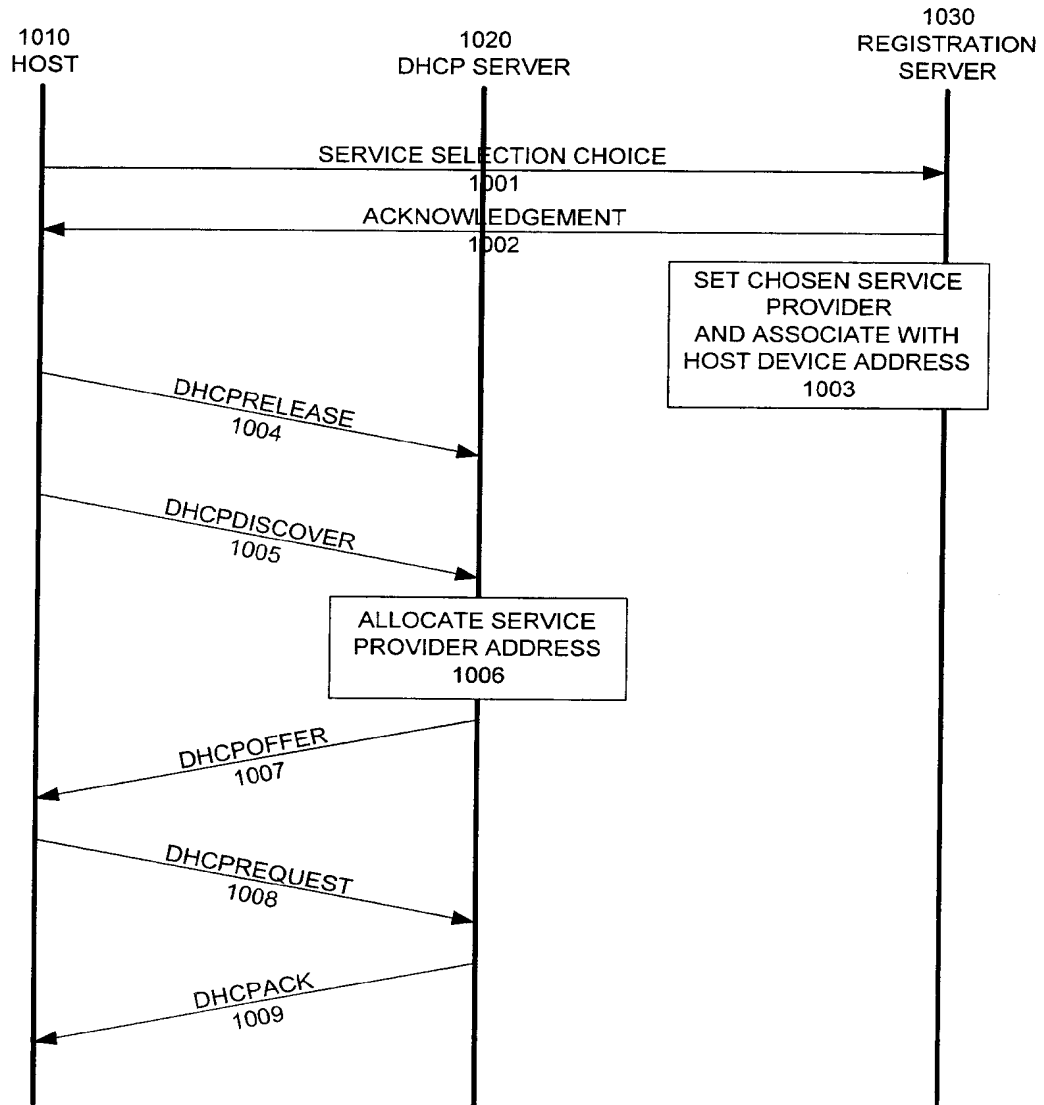 1010
HOST
1020
DHCP SERVER
1030
REGISTRATION
SERVER
SERVICE SELECTION CHOICE
1001
ACKNOWLEDGEMENT
1002
SET CHOSEN SERVICE
PROVIDER
AND ASSOCIATE WITH
HOST DEVICE ADDRESS
1003
DHCPRELEASE
1004
DHCPDISCOVER
1005
ALLOCATE SERVICE
PROVIDER ADDRESS
1006
DHCPOFFER
1007
DHCPREQUEST
1008
DHCPACK
1009